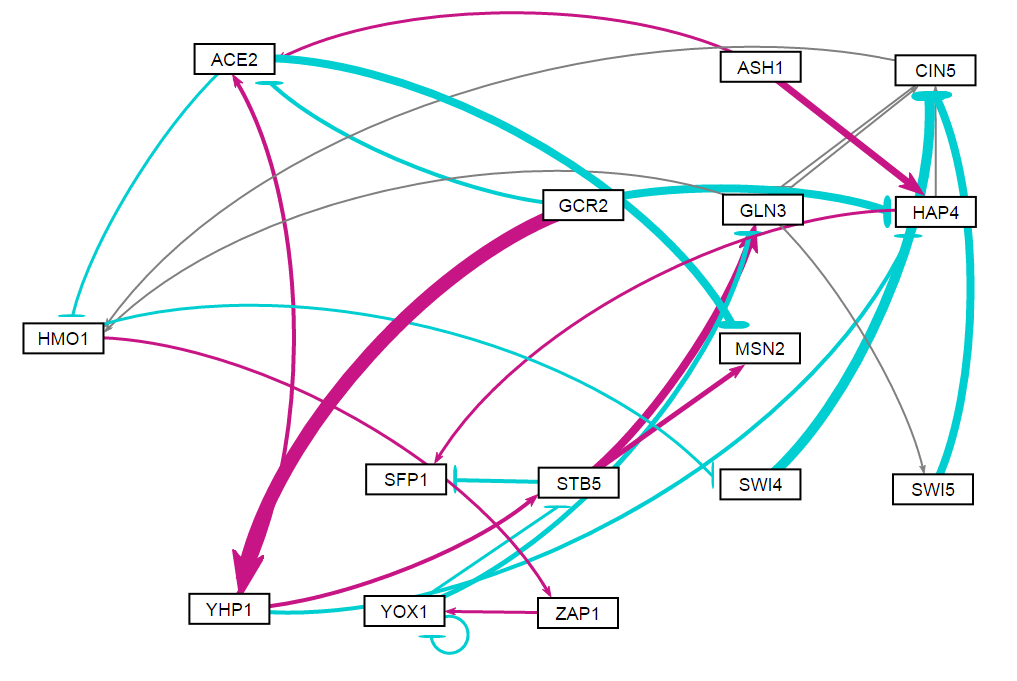 ACE2
ASH1
CIN5
GCR2
GLN3
HAP4
HMO1
MSN2
SFP1
STB5
SWI4
SWI5
YHP1
YOX1
ZAP1